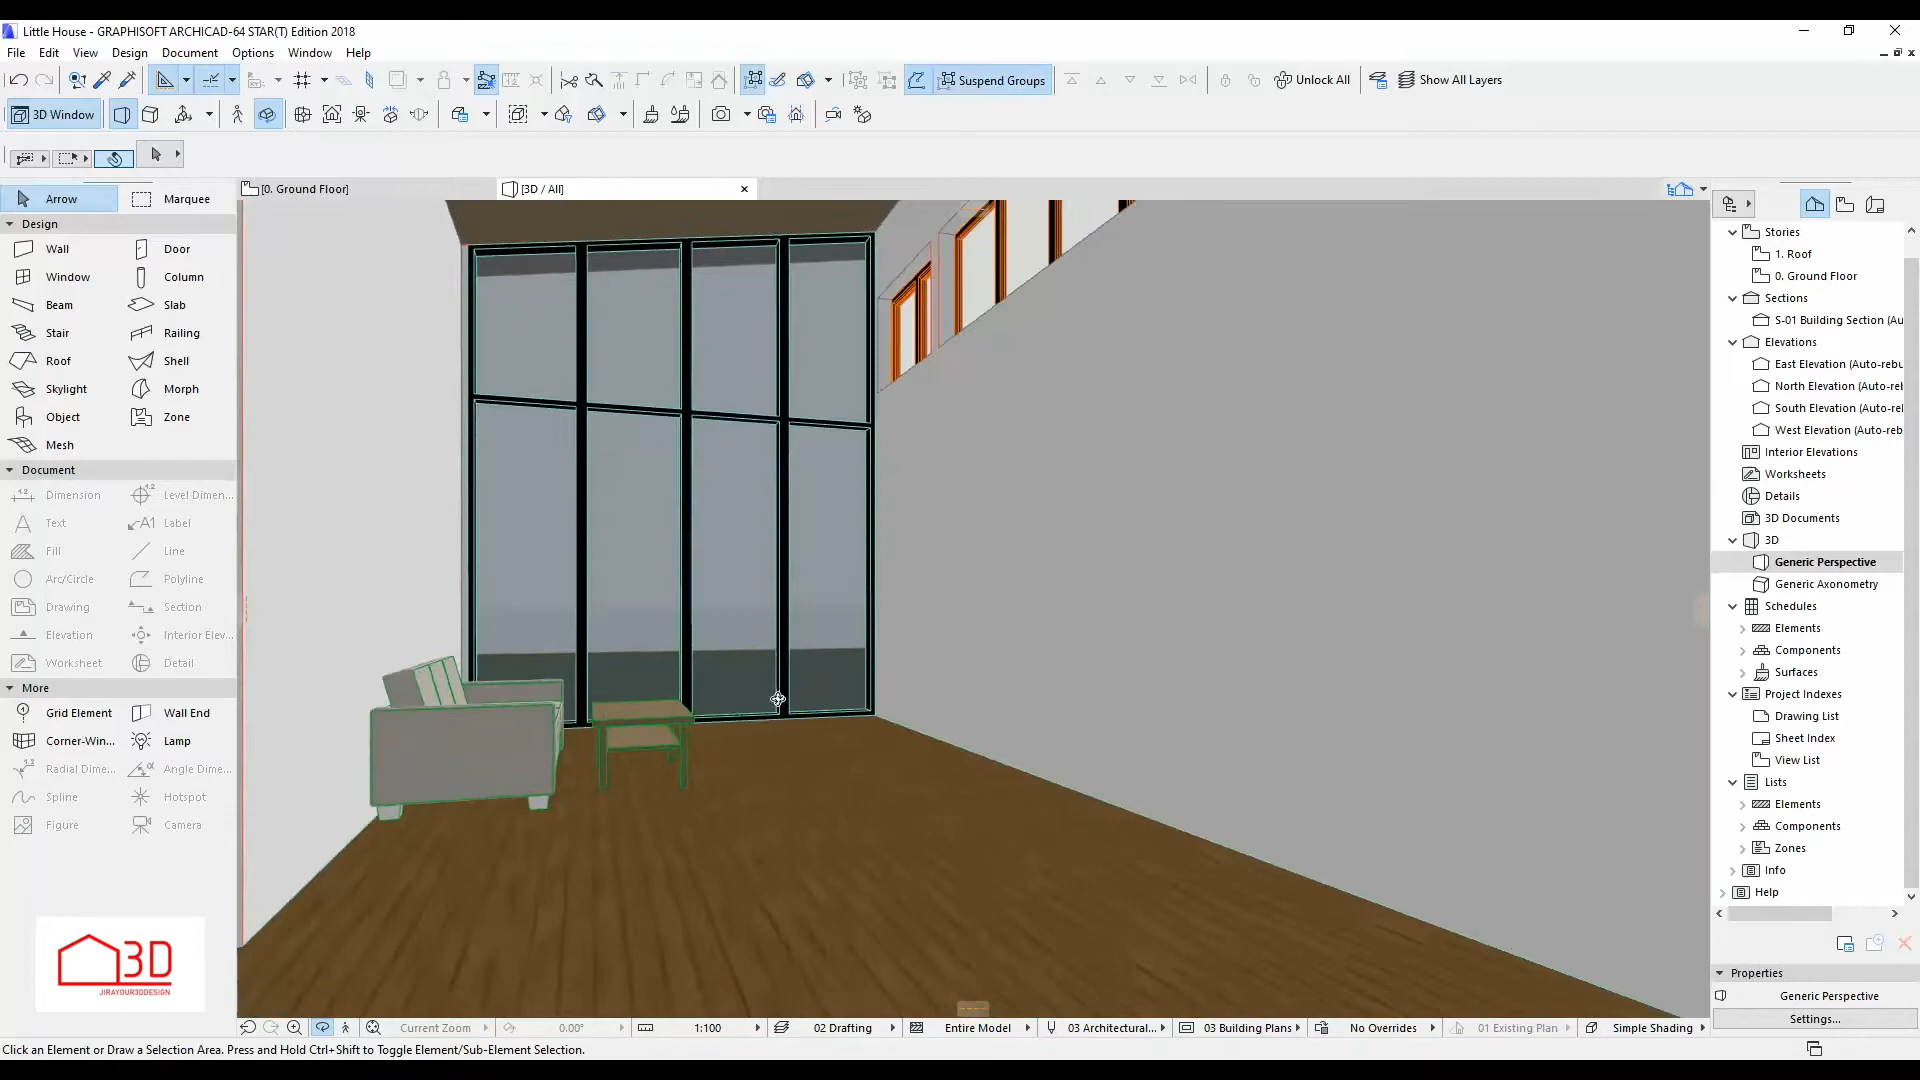 Little House - GRAPHISOFT ARCHICAD-64 STAR(T) Edition 2018
File Edit View Design Document Options Window Help
Suspend Groups Unlock All Show All Layers
3D Window
[0. Ground Floor] [3D / All]
Arrow Marquee
Design
Wall Door
Window Column
Beam Slab
Stair Railing
Roof Shell
Skylight Morph
Object Zone
Mesh
Document
Dimension Level Dimen...
Text Label
Fill Line
Arc/Circle Polyline
Drawing Section
Elevation Interior Elev...
Worksheet Detail
More
Grid Element Wall End
Corner-Win... Lamp
Radial Dime... Angle Dime...
Spline Hotspot
Figure Camera
3D
JIRAYOUR3DDESIGN
Stories
1. Roof
0. Ground Floor
Sections
S-01 Building Section (Au
Elevations
East Elevation (Auto-rebu
North Elevation (Auto-rel
South Elevation (Auto-rel
West Elevation (Auto-reb
Interior Elevations
Worksheets
Details
3D Documents
3D
Generic Perspective
Generic Axonometry
Schedules
Elements
Components
Surfaces
Project Indexes
Drawing List
Sheet Index
View List
Lists
Elements
Components
Zones
Info
Help
Properties
Generic Perspective
Settings...
Current Zoom 0.00° 1:100 02 Drafting Entire Model 03 Architectural... 03 Building Plans No Overrides 01 Existing Plan Simple Shading
Click an Element or Draw a Selection Area. Press and Hold Ctrl+Shift to Toggle Element/Sub-Element Selection.